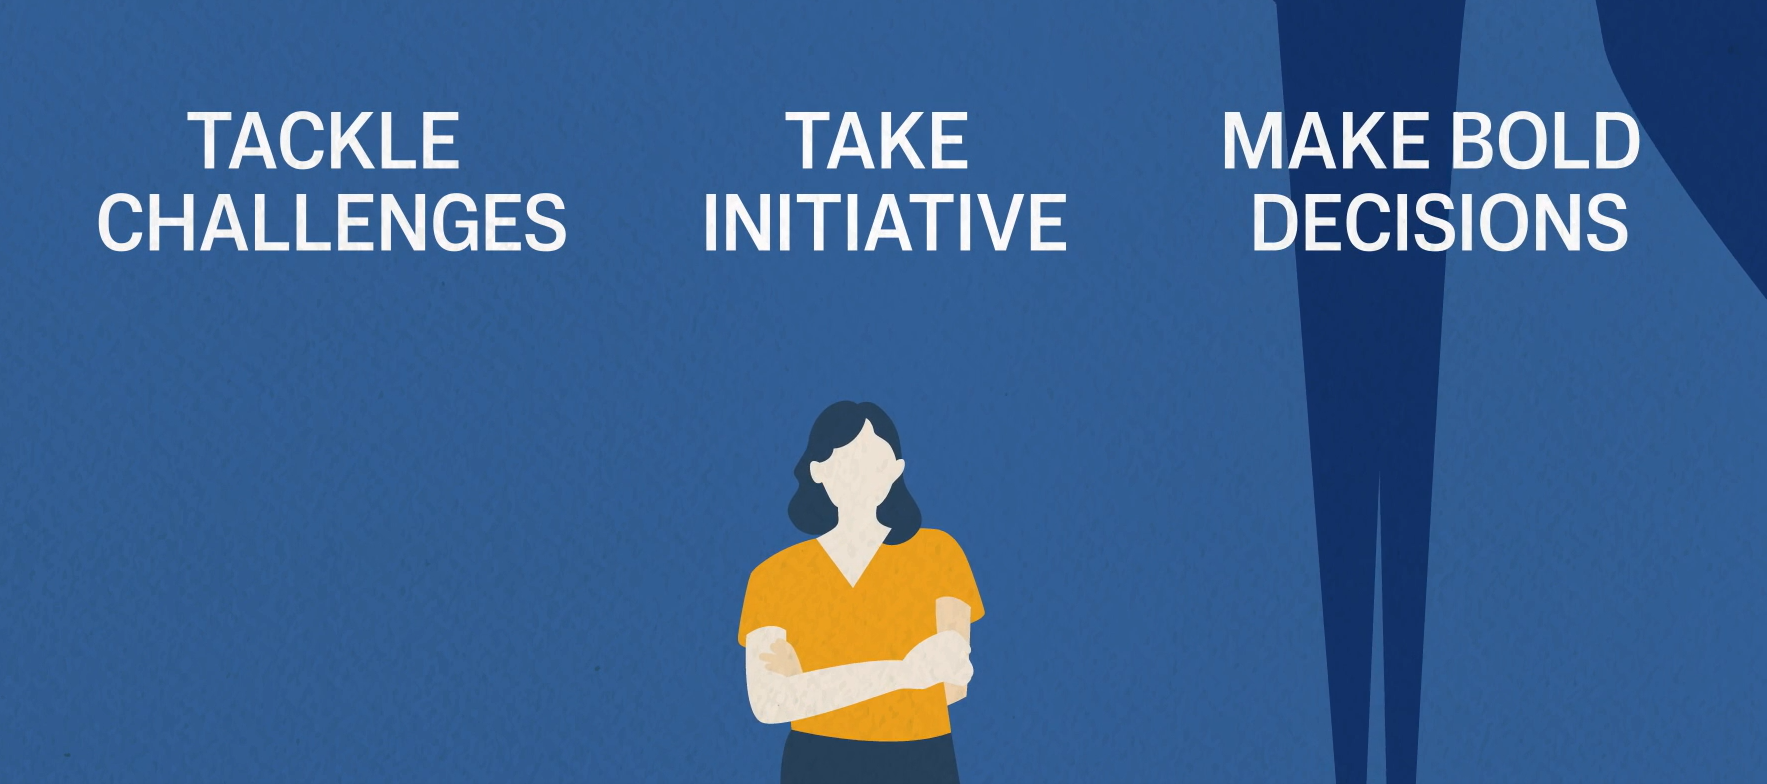 TACKLE
CHALLENGES
TAKE
INITIATIVE
MAKE BOLD
DECISIONS